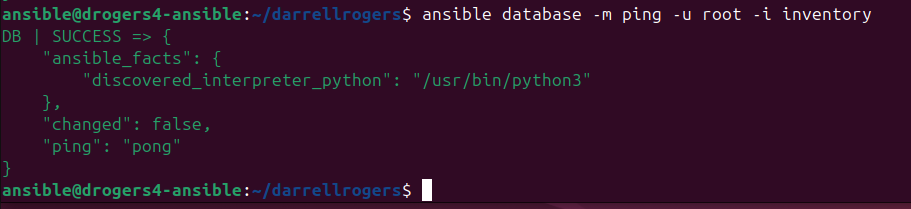 ansible@drogers4-ansible:~/darrellrogers$ ansible database -m ping -u root -i inventory
DB | SUCCESS => {
    "ansible_facts": {
        "discovered_interpreter_python": "/usr/bin/python3"
    },
    "changed": false,
    "ping": "pong"
}
ansible@drogers4-ansible:~/darrellrogers$